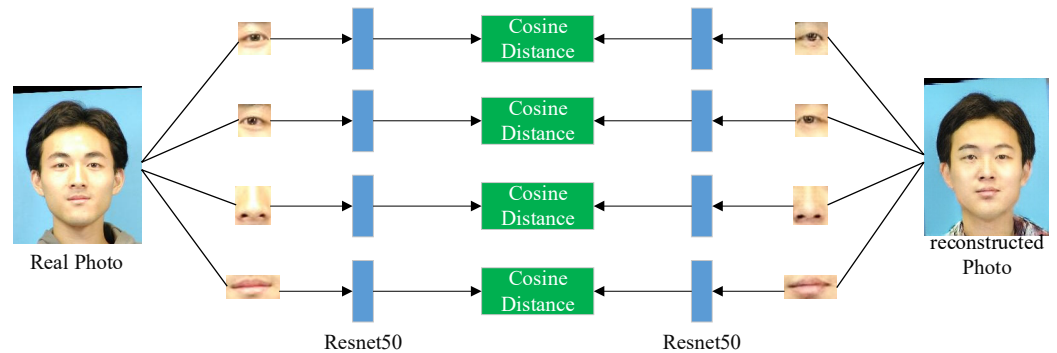 Cosine
Distance
Cosine
Distance
Cosine
Distance
Real Photo
reconstructed
Photo
Cosine
Distance
Resnet50
Resnet50